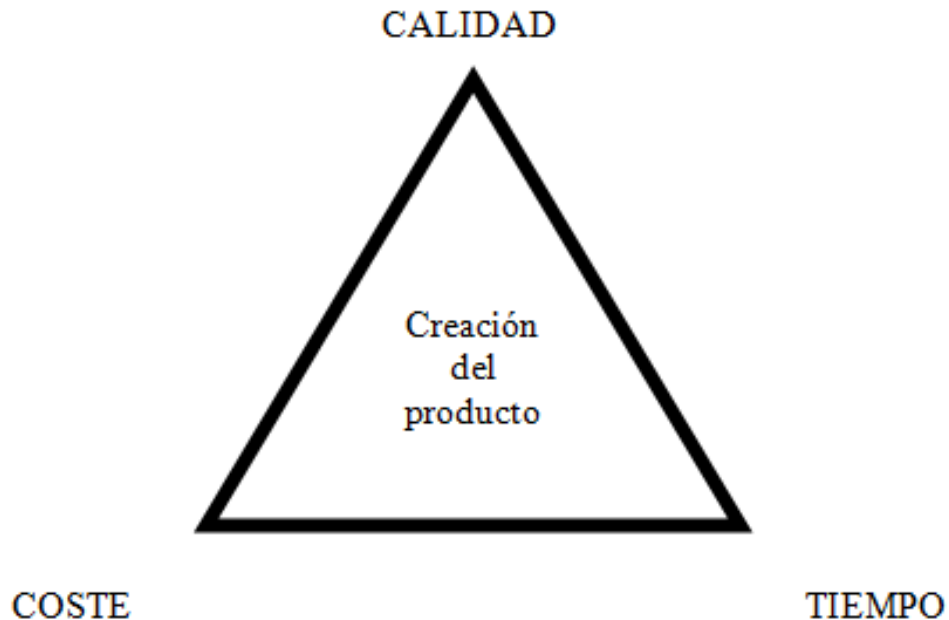 CALIDAD
Creación
del
producto
COSTE
TIEMPO